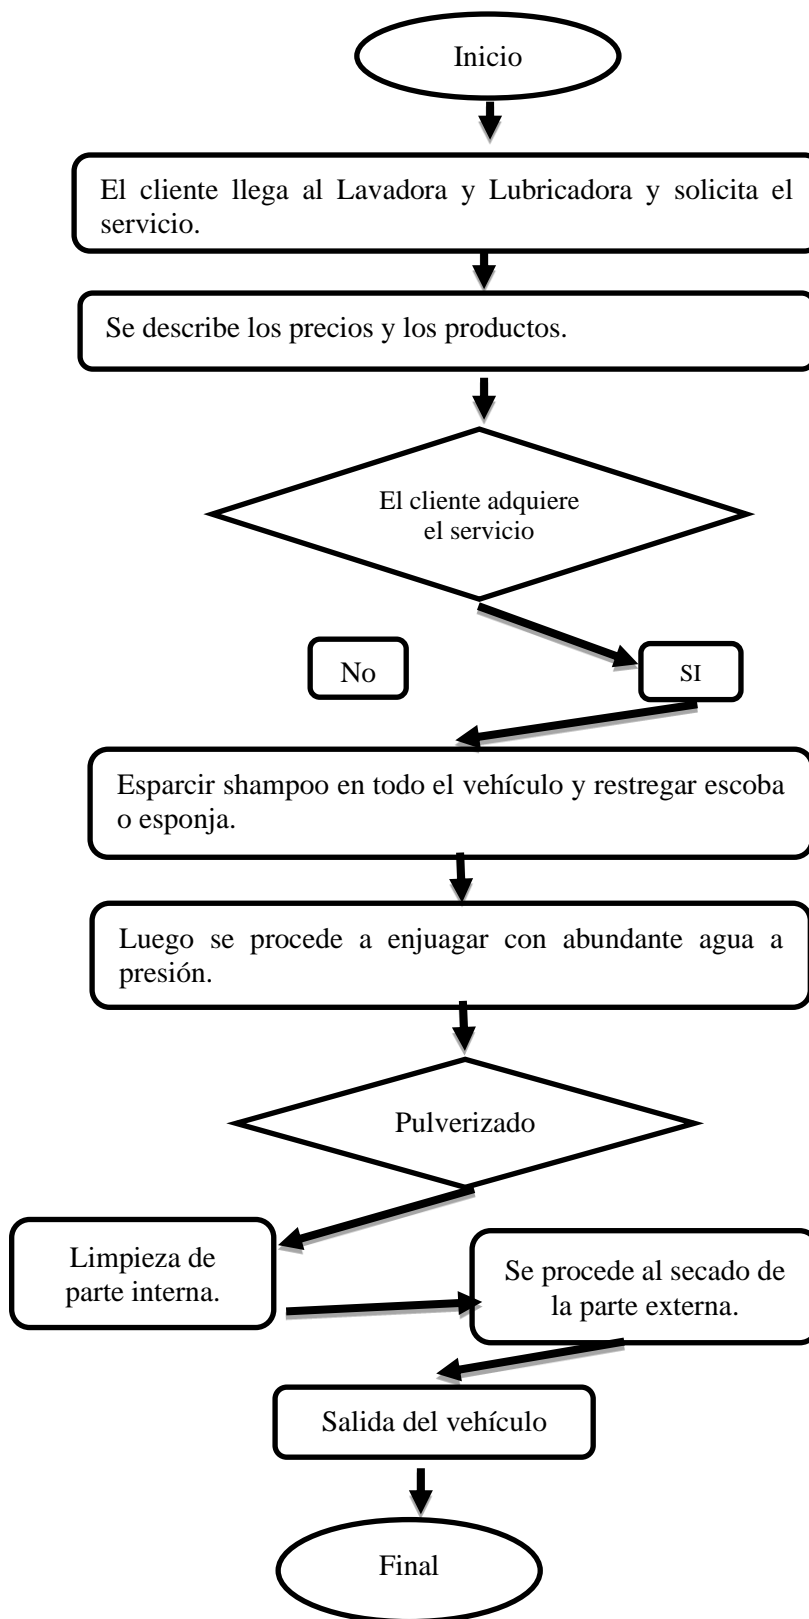 Inicio
El cliente llega al Lavadora y Lubricadora y solicita el
servicio.
Se describe los precios y los productos.
El cliente adquiere
el servicio
No
SI
Esparcir shampoo en todo el vehículo y restregar escoba
o esponja.
Luego se procede a enjuagar con abundante agua a
presión.
Pulverizado
Limpieza de
parte interna.
Se procede al secado de
la parte externa.
Salida del vehículo
Final